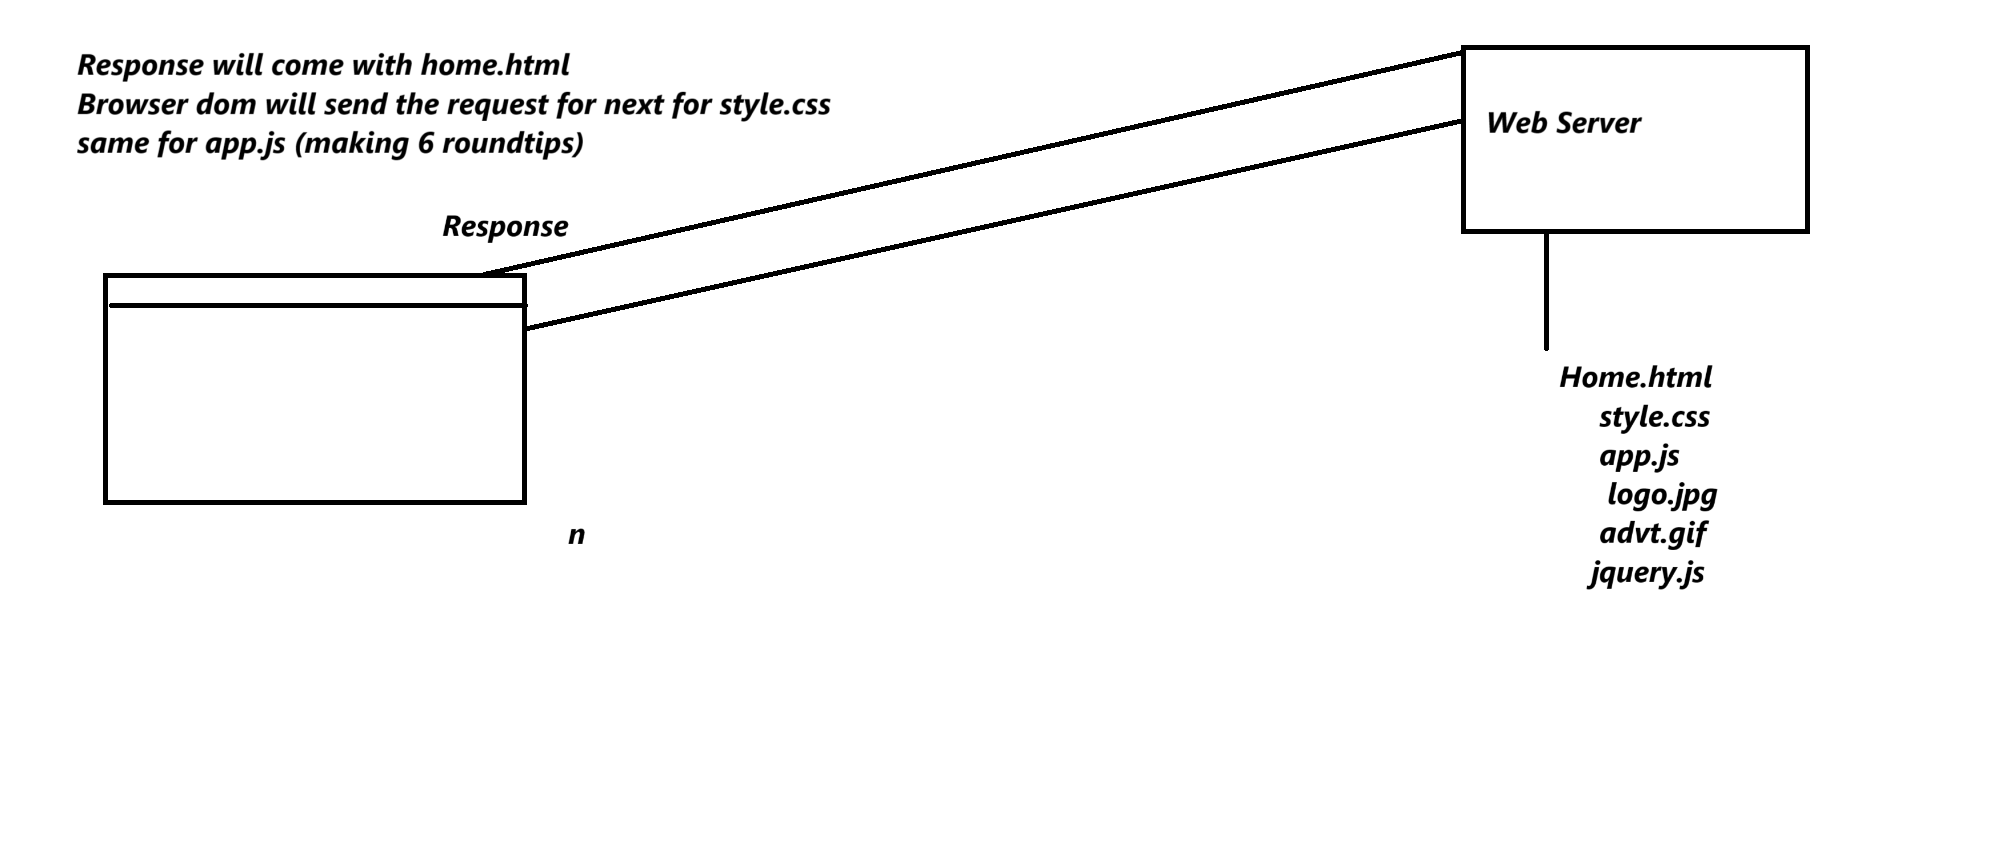 Response will come with home.html
Browser dom will send the request for next for style.css
same for app.js (making 6 roundtips)
Response
Web Server
Home.html
style.css
app.js
logo.jpg
advt.gif
jquery.js
n